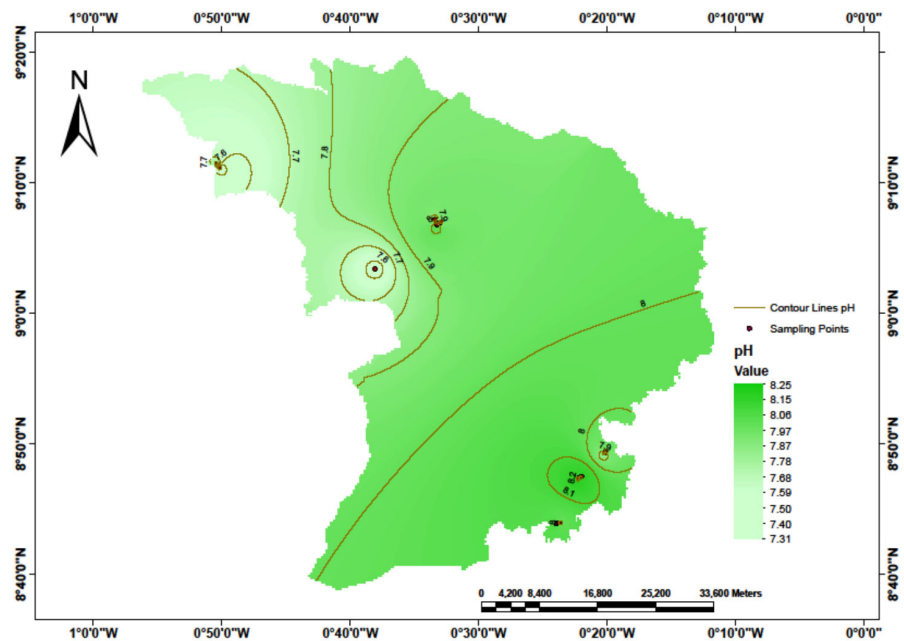 1°0'0"W 0°50'0"W 0°40'0"W 0°30'0"W 0°20'0"W 0°10'0"W 0°0'0"
9°20'0"N 9°20'0"N
N
7.7
7.8
7.7 7.6
9°10'0"N 9°10'0"N
7.6
7.7
7.9
8
9°0'0"N 9°0'0"N
Contour Lines pH
Sampling Points
pH
Value
8.25
8.15
8.06
7.97
7.87
7.78
7.68
7.59
7.50
7.40
7.31
8
7.9
8°50'0"N 8°50'0"N
8.2
8.1
8°40'0"N 8°40'0"N
0 4,200 8,400 16,800 25,200 33,600 Meters
1°0'0"W 0°50'0"W 0°40'0"W 0°30'0"W 0°20'0"W 0°10'0"W 0°0'0"